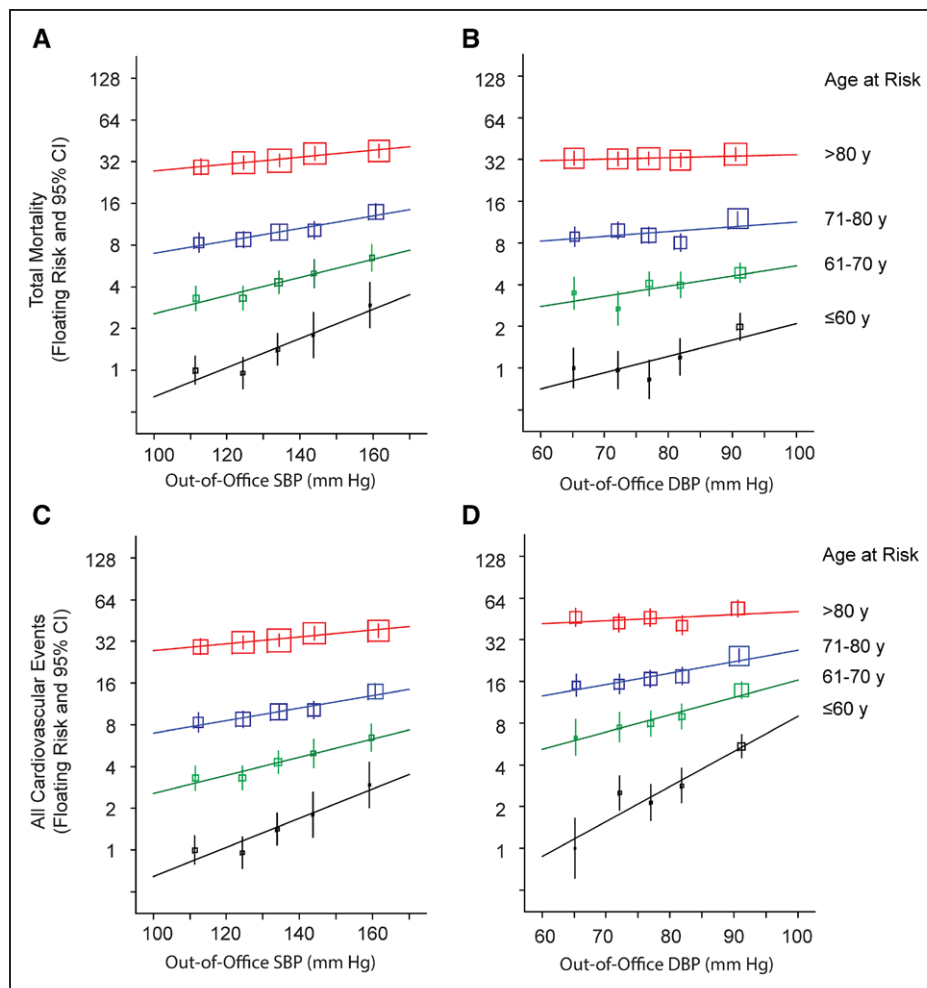 A
B
Total Mortality
(Floating Risk and 95% CI)
128
64
32
16
8
4
2
1
100
120
140
160
Out-of-Office SBP (mm Hg)
128
64
32
16
8
4
2
1
60
70
80
90
100
Out-of-Office DBP (mm Hg)
Age at Risk
>80 y
71-80 y
61-70 y
≤60 y
C
D
All Cardiovascular Events
(Floating Risk and 95% CI)
128
64
32
16
8
4
2
1
100
120
140
160
Out-of-Office SBP (mm Hg)
128
64
32
16
8
4
2
1
60
70
80
90
100
Out-of-Office DBP (mm Hg)
Age at Risk
>80 y
71-80 y
61-70 y
≤60 y